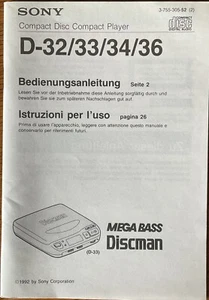 SONY
3-755-305-52 (2)
Compact Disc Compact Player
COMPACT
disc
DIGITAL AUDIO
D-32/33/34/36
Bedienungsanleitung Seite 2
Lesen Sie vor der Inbetriebnahme diese Anleitung sorgfältig durch und
bewahren Sie sie zum späteren Nachschlagen gut auf.
Istruzioni per l'uso pagina 26
Prima di usare l'apparecchio, leggere con attenzione questo manuale e
conservarlo per riferimenti futuri.
MEGA BASS
Discman
(D-33)
©1992 by Sony Corporation